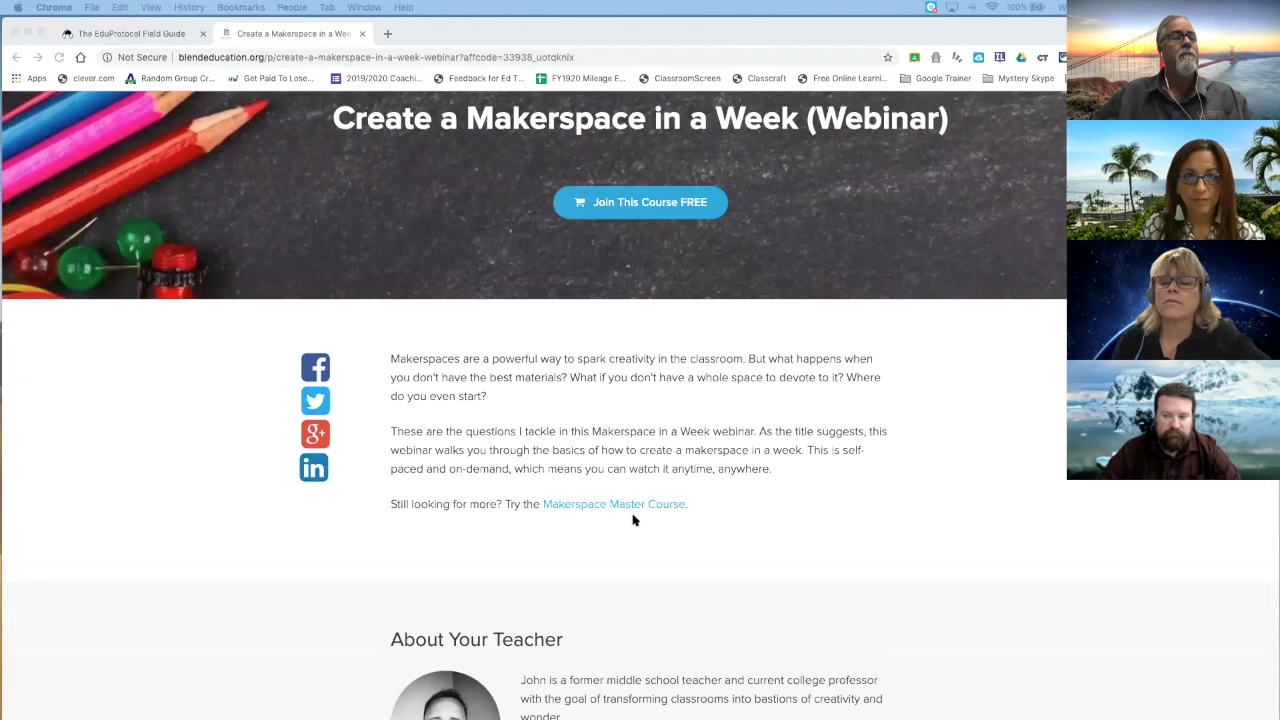 Chrome File Edit View History Bookmarks People Tab Window Help 100%
The EduProtocol Field Guide Create a Makerspace in a Wee
Not Secure blendeducation.org/p/create-a-makerspace-in-a-week-webinar?affcode=33938_uotqknix
Apps clever.com Random Group Cr... Get Paid To Lose... 2019/2020 Coachi... Feedback for Ed T... FY1920 Mileage E... ClassroomScreen Classcraft Free Online Learni... Google Trainer Mystery Skype
Create a Makerspace in a Week (Webinar)
Join This Course FREE
Makerspaces are a powerful way to spark creativity in the classroom. But what happens when
you don't have the best materials? What if you don't have a whole space to devote to it? Where
do you even start?
These are the questions I tackle in this Makerspace in a Week webinar. As the title suggests, this
webinar walks you through the basics of how to create a makerspace in a week. This is self-
paced and on-demand, which means you can watch it anytime, anywhere.
Still looking for more? Try the Makerspace Master Course.
About Your Teacher
John is a former middle school teacher and current college professor
with the goal of transforming classrooms into bastions of creativity and
wonder